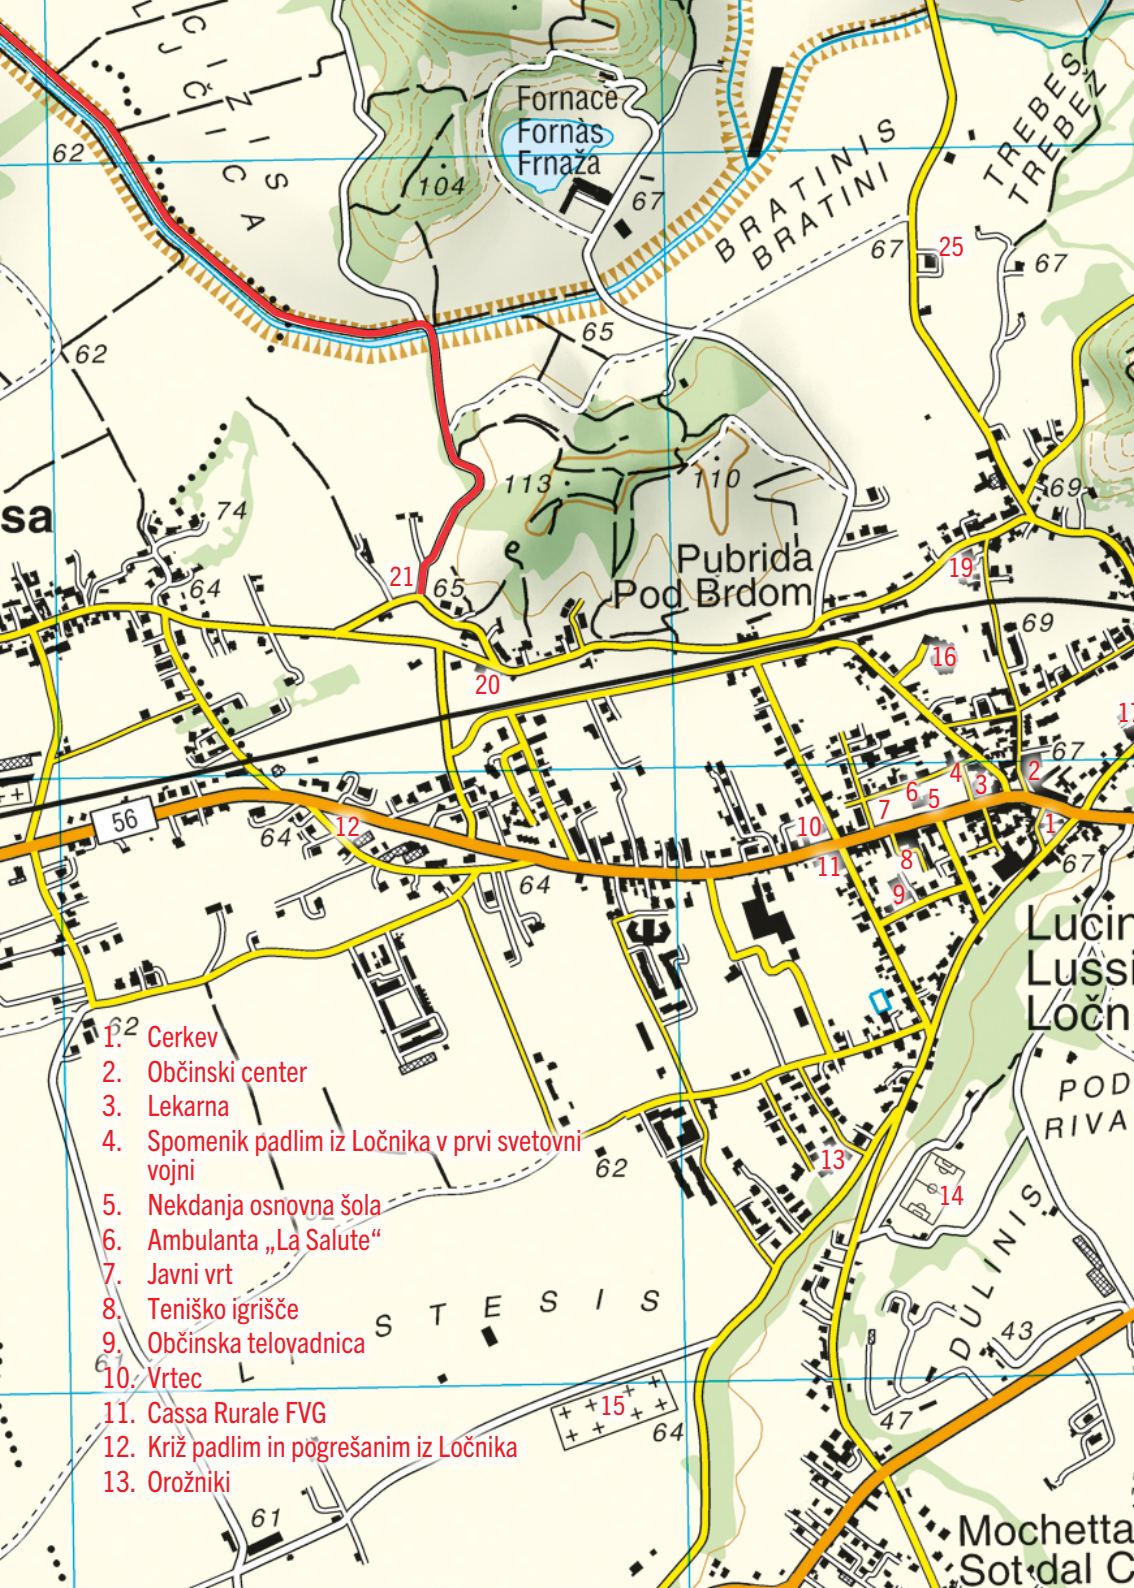 L J Č I C A
C I Z I S
62
104
Fornace
Fornàs
Frnaža
67
BRATINIS
BRATINI
TREBES
TREBEZ
67
25
67
62
65
113
110
69
sa
74
64
21
65
Pubrida
Pod Brdom
19
69
20
16
17
67
56
64
12
64
10
11
7
6
5
4
3
2
1
8
9
67
Lucin
Lussi
Ločn
62
POD
RIVA
62
13
14
62
1. Cerkev
2. Občinski center
3. Lekarna
4. Spomenik padlim iz Ločnika v prvi svetovni
vojni
5. Nekdanja osnovna šola
6. Ambulanta „La Salute“
7. Javni vrt
8. Teniško igrišče
9. Občinska telovadnica
10. Vrtec
11. Cassa Rurale FVG
12. Križ padlim in pogrešanim iz Ločnika
13. Orožniki
L STESIS
61
DULINIS
43
47
15
64
61
Mochetta
Sot dal C